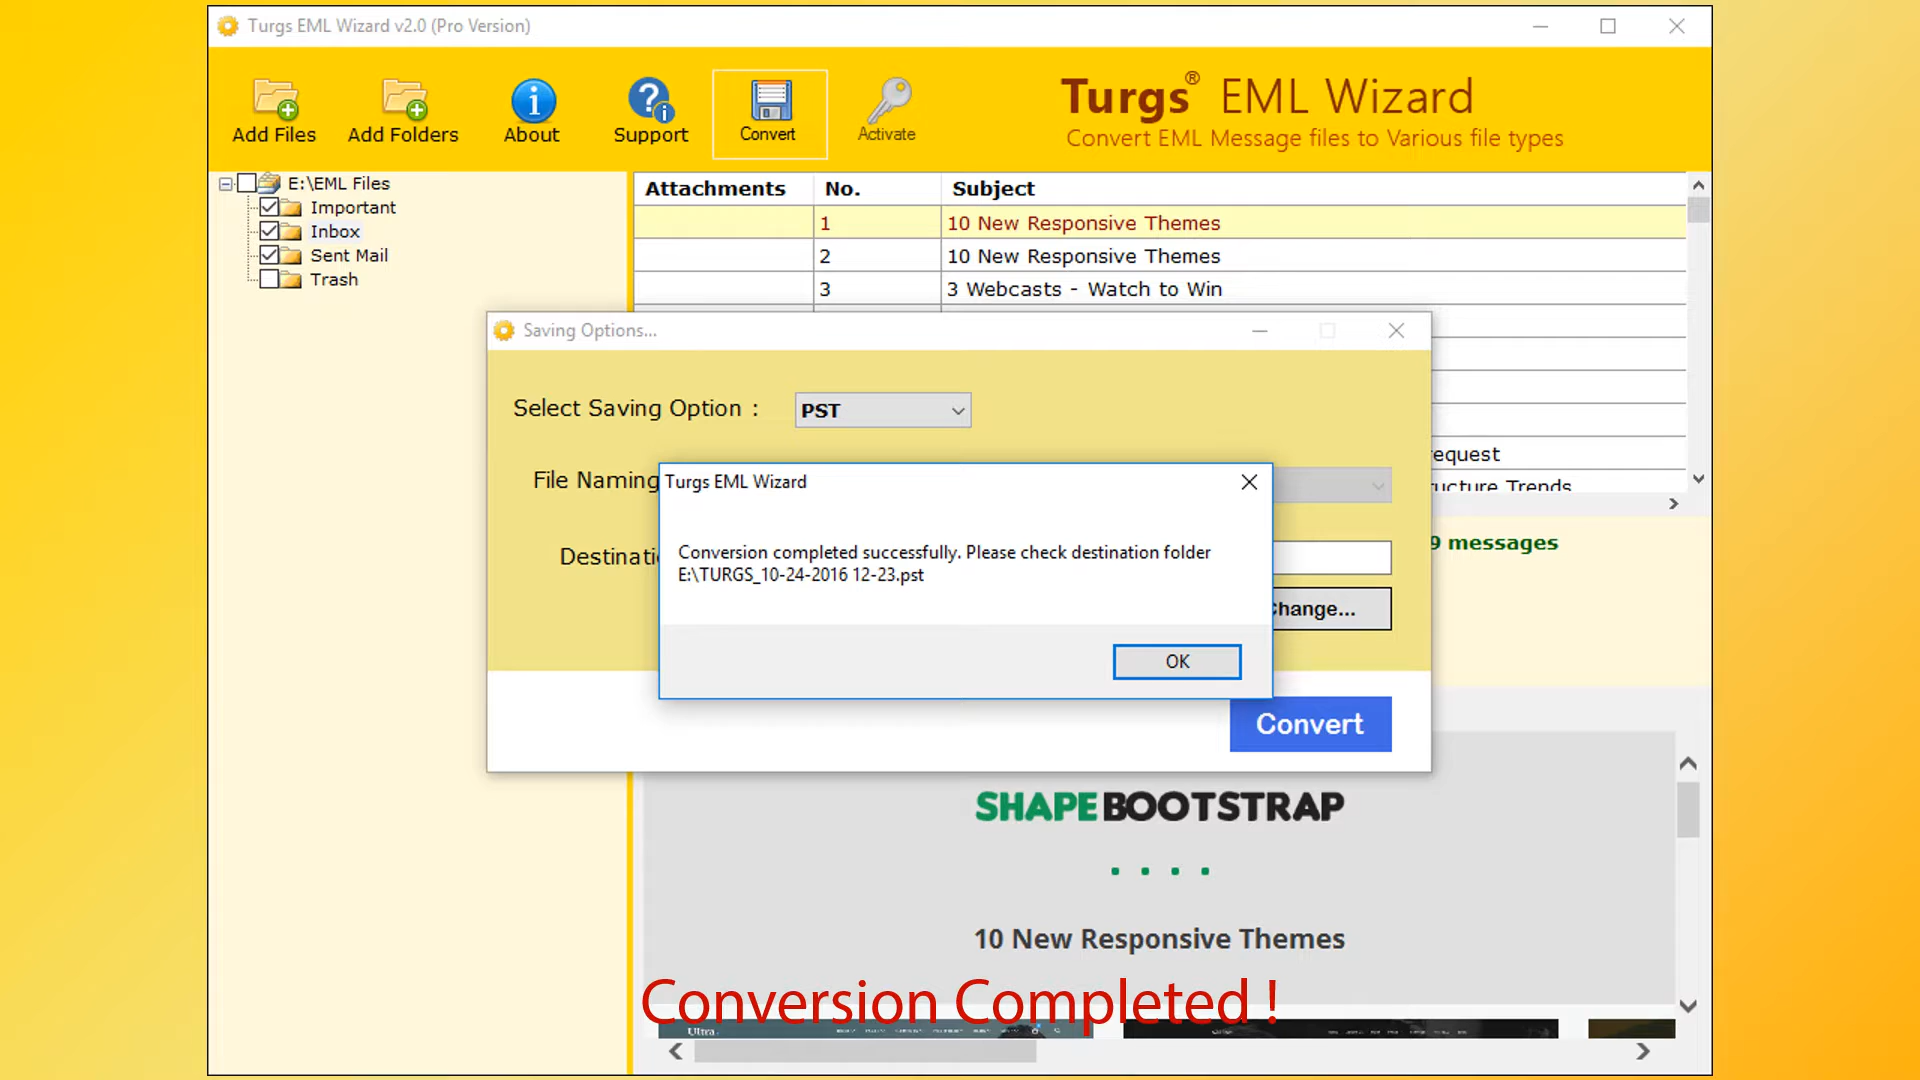 Turgs EML Wizard v2.0 (Pro Version)
Add Files
Add Folders
About
Support
Convert
Activate
Turgs® EML Wizard
Convert EML Message files to Various file types
E:\EML Files
Important
Inbox
Sent Mail
Trash
Attachments No. Subject
1 10 New Responsive Themes
2 10 New Responsive Themes
3 3 Webcasts - Watch to Win
equest
ucture Trends
9 messages
Saving Options...
Select Saving Option : PST
File Naming
Destinati
Change...
Convert
Turgs EML Wizard
Conversion completed successfully. Please check destination folder
E:\TURGS_10-24-2016 12-23.pst
OK
SHAPEBOOTSTRAP
10 New Responsive Themes
Conversion Completed !
Ultra